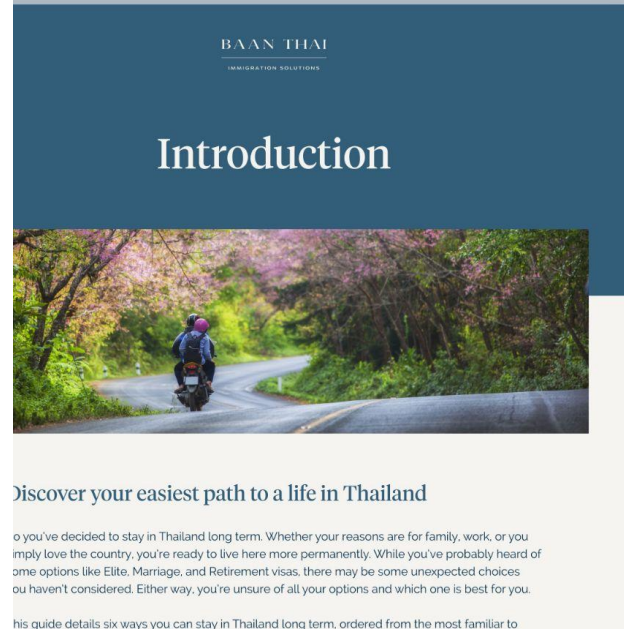 BAAN THAI
IMMIGRATION SOLUTIONS
Introduction
Discover your easiest path to a life in Thailand
o you've decided to stay in Thailand long term. Whether your reasons are for family, work, or you
imply love the country, you're ready to live here more permanently. While you've probably heard of
ome options like Elite, Marriage, and Retirement visas, there may be some unexpected choices
ou haven't considered. Either way, you're unsure of all your options and which one is best for you.
his guide details six ways you can stay in Thailand long term, ordered from the most familiar to